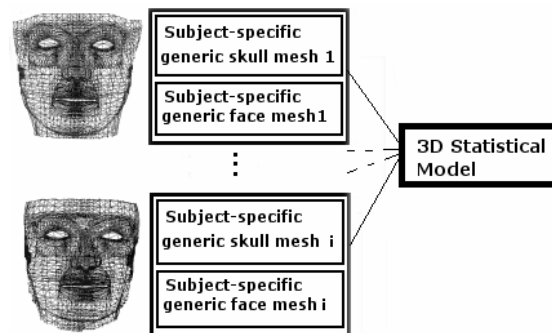 Subject-specific
generic skull mesh 1
Subject-specific
generic face mesh1
3D Statistical
Model
Subject-specific
generic skull mesh i
Subject-specific
generic face mesh i